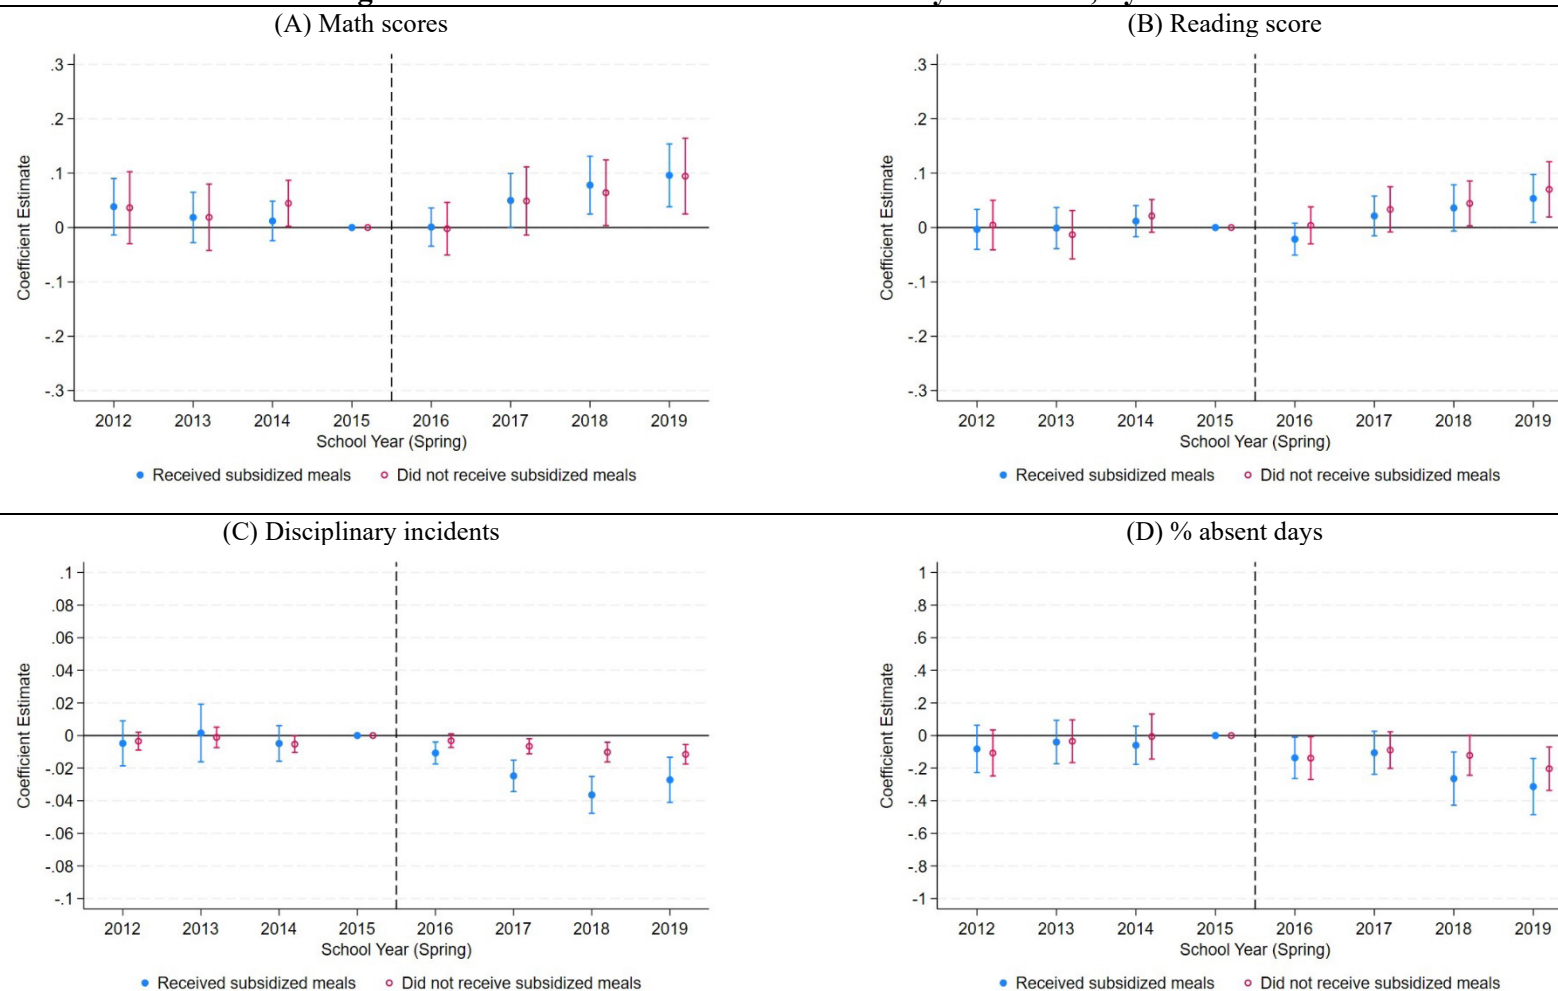 (A) Math scores
.3
.2
.1
0
-.1
-.2
-.3
Coefficient Estimate
2012 2013 2014 2015 2016 2017 2018 2019
School Year (Spring)
Received subsidized meals Did not receive subsidized meals
(B) Reading score
.3
.2
.1
0
-.1
-.2
-.3
Coefficient Estimate
2012 2013 2014 2015 2016 2017 2018 2019
School Year (Spring)
Received subsidized meals Did not receive subsidized meals
(C) Disciplinary incidents
.1
.08
.06
.04
.02
0
-.02
-.04
-.06
-.08
-.1
Coefficient Estimate
2012 2013 2014 2015 2016 2017 2018 2019
School Year (Spring)
Received subsidized meals Did not receive subsidized meals
(D) % absent days
1
.8
.6
.4
.2
0
-.2
-.4
-.6
-.8
-1
Coefficient Estimate
2012 2013 2014 2015 2016 2017 2018 2019
School Year (Spring)
Received subsidized meals Did not receive subsidized meals